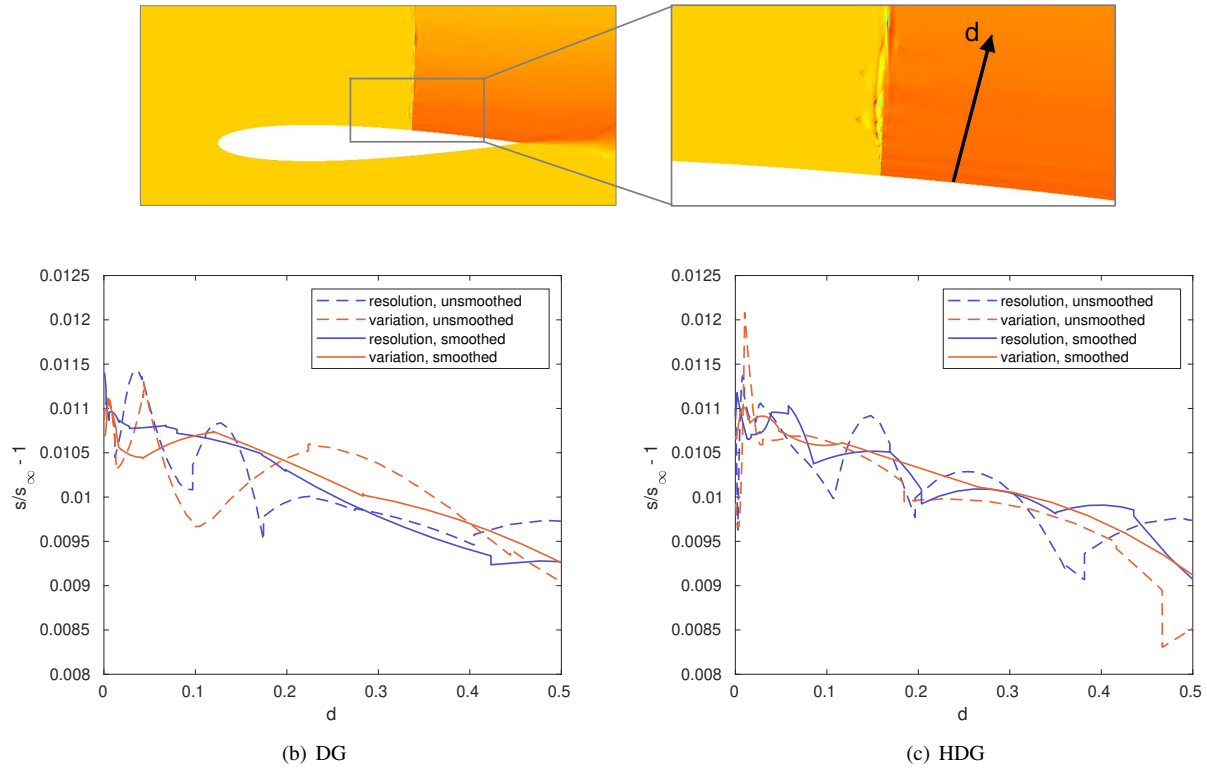 d
0.0125
0.012
0.0115
0.011
0.0105
0.01
0.0095
0.009
0.0085
0.008
s/s∞ - 1
resolution, unsmoothed
variation, unsmoothed
resolution, smoothed
variation, smoothed
0 0.1 0.2 0.3 0.4 0.5
d
(b) DG
0.0125
0.012
0.0115
0.011
0.0105
0.01
0.0095
0.009
0.0085
0.008
s/s∞ - 1
resolution, unsmoothed
variation, unsmoothed
resolution, smoothed
variation, smoothed
0 0.1 0.2 0.3 0.4 0.5
d
(c) HDG